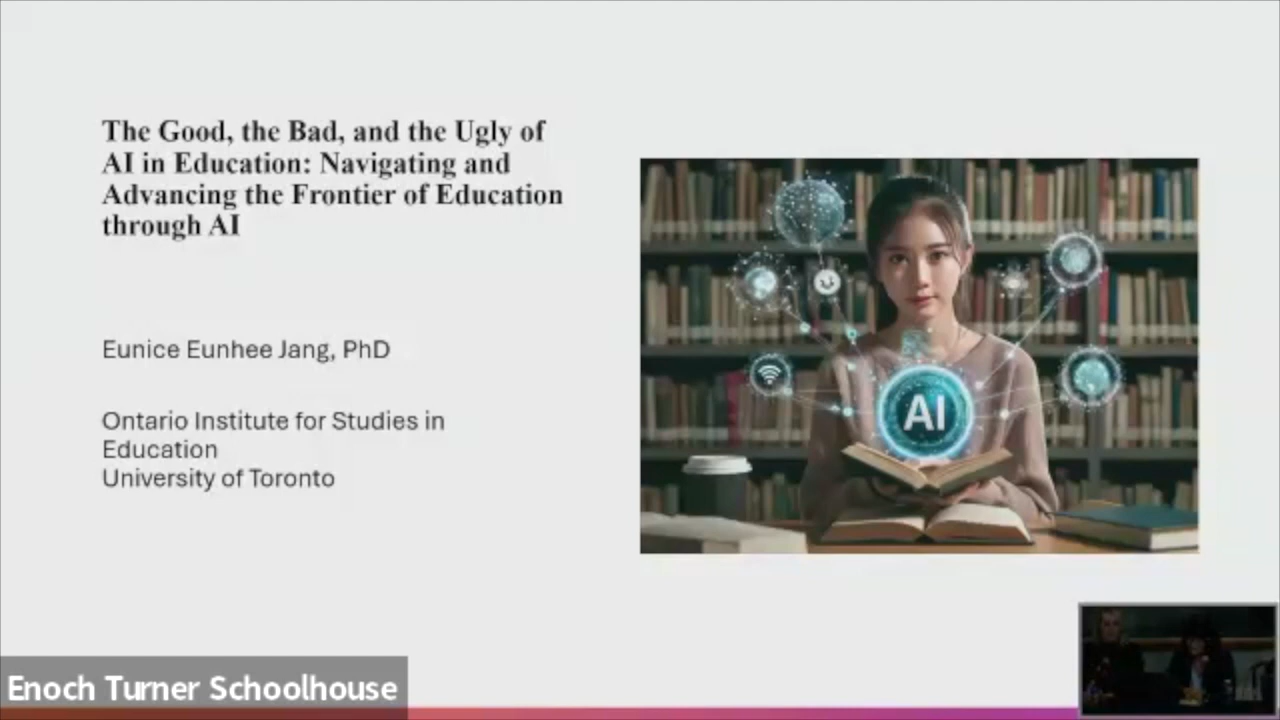 The Good, the Bad, and the Ugly of
AI in Education: Navigating and
Advancing the Frontier of Education
through AI
Eunice Eunhee Jang, PhD
Ontario Institute for Studies in
Education
University of Toronto
AI
Enoch Turner Schoolhouse